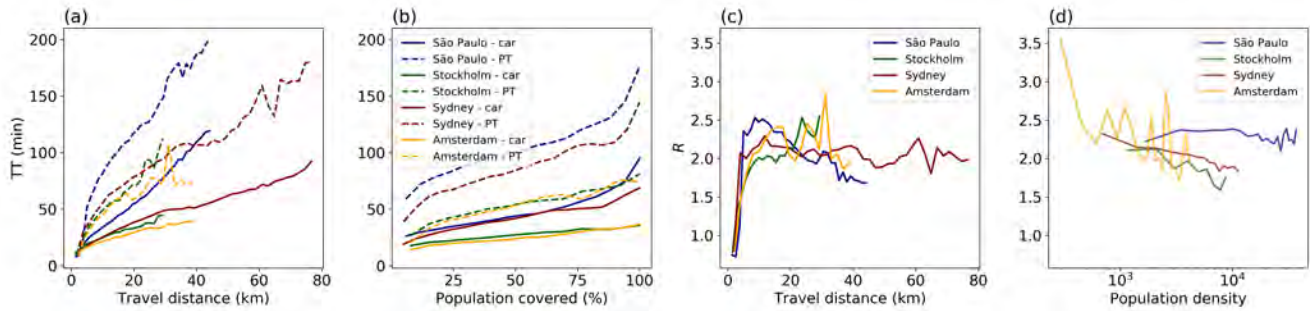 (a)
200
150
100
50
0
TT (min)
0 20 40 60 80
Travel distance (km)
(b)
200
150
100
50
0
São Paulo - car
São Paulo - PT
Stockholm - car
Stockholm - PT
Sydney - car
Sydney - PT
Amsterdam - car
Amsterdam - PT
25 50 75 100
Population covered (%)
(c)
3.5
3.0
2.5
2.0
1.5
1.0
R
São Paulo
Stockholm
Sydney
Amsterdam
0 20 40 60 80
Travel distance (km)
(d)
3.5
3.0
2.5
2.0
1.5
1.0
São Paulo
Stockholm
Sydney
Amsterdam
10³ 10⁴
Population density